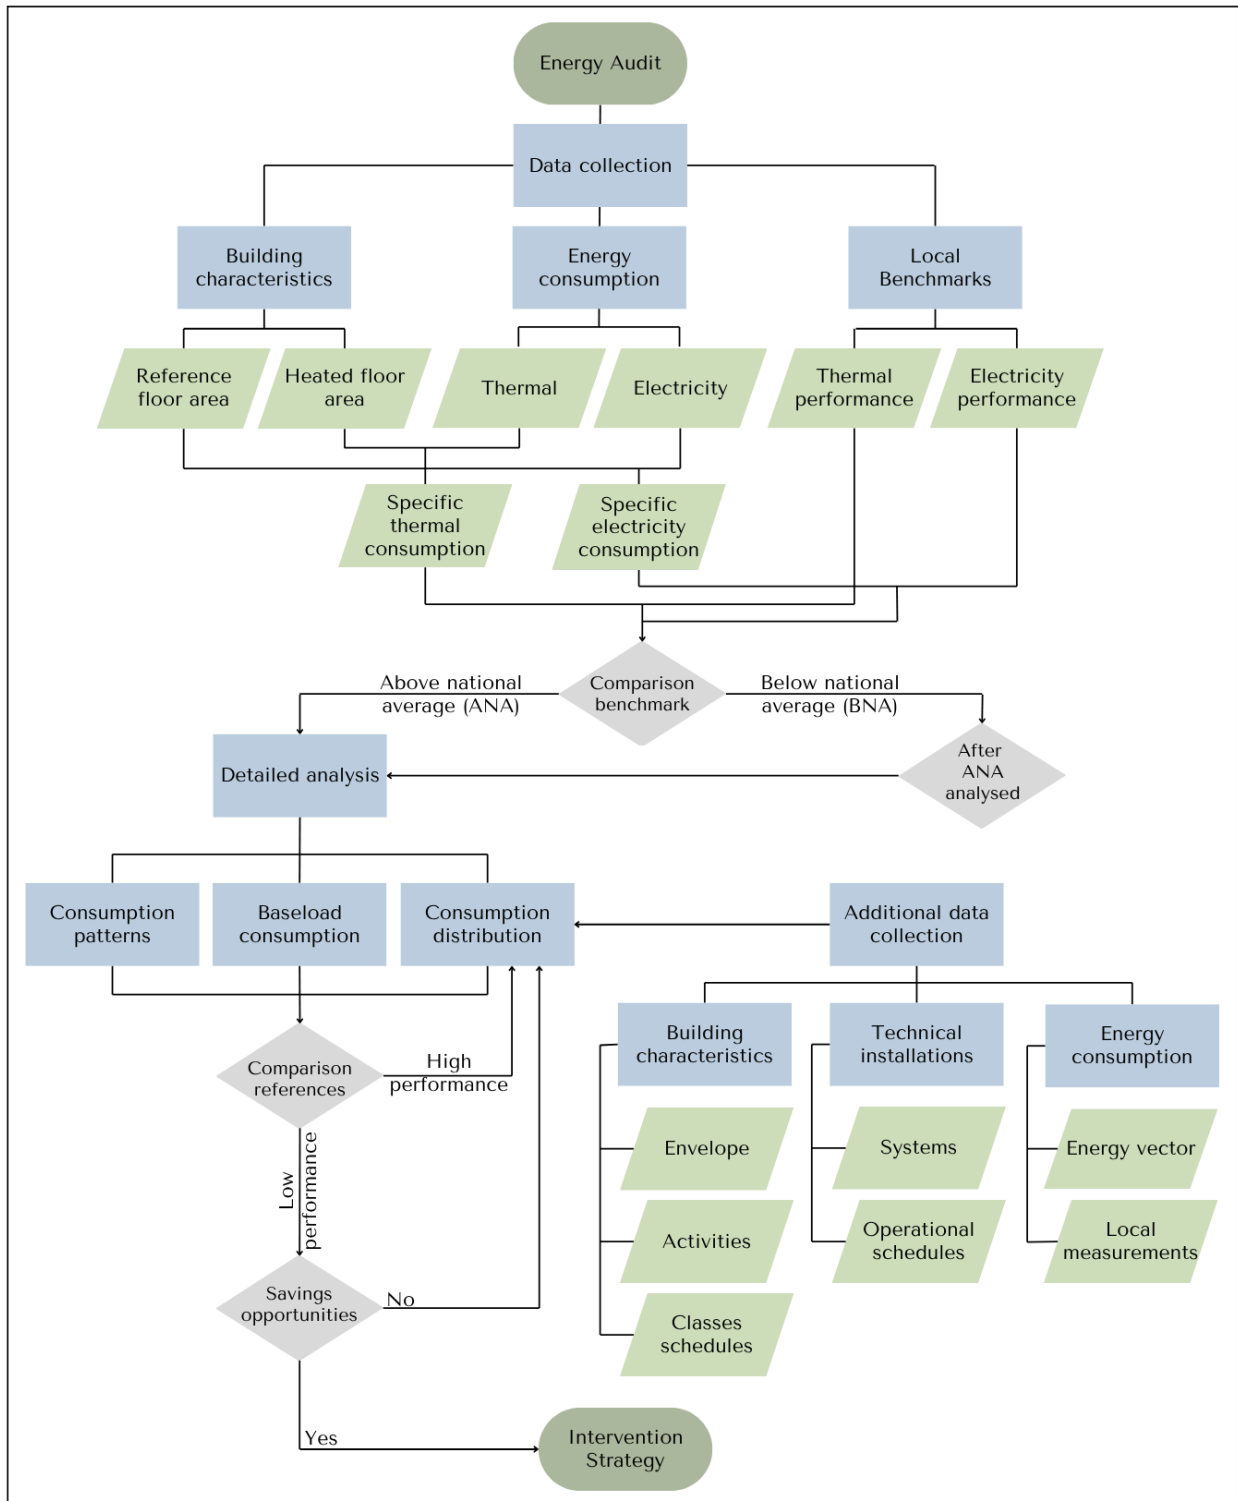 Energy Audit
Data collection
Building
characteristics
Energy
consumption
Local
Benchmarks
Reference
floor area
Heated floor
area
Thermal
Electricity
Thermal
performance
Electricity
performance
Specific
thermal
consumption
Specific
electricity
consumption
Comparison
benchmark
Above national
average (ANA)
Below national
average (BNA)
After
ANA
analysed
Detailed analysis
Consumption
patterns
Baseload
consumption
Consumption
distribution
Additional data
collection
Comparison
references
High
performance
Low
performance
Building
characteristics
Technical
installations
Energy
consumption
Envelope
Systems
Energy vector
Activities
Operational
schedules
Local
measurements
Classes
schedules
Savings
opportunities
No
Yes
Intervention
Strategy